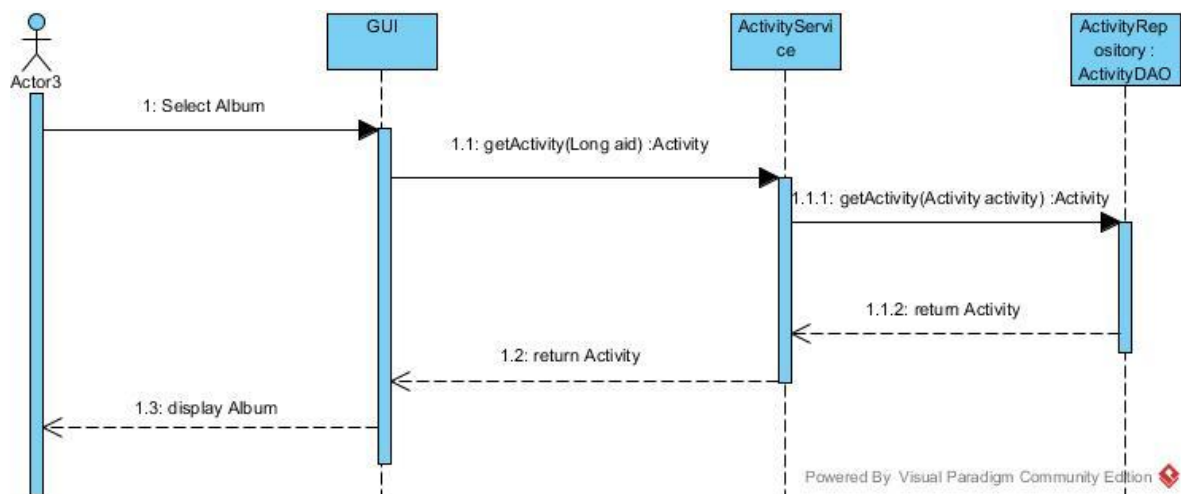 GUI
ActivityServi
ce
ActivityRep
ository :
ActivityDAO
Actor3
1: Select Album
1.1: getActivity(Long aid) :Activity
1.1.1: getActivity(Activity activity) :Activity
1.1.2: return Activity
1.2: return Activity
1.3: display Album
Powered By Visual Paradigm Community Edition